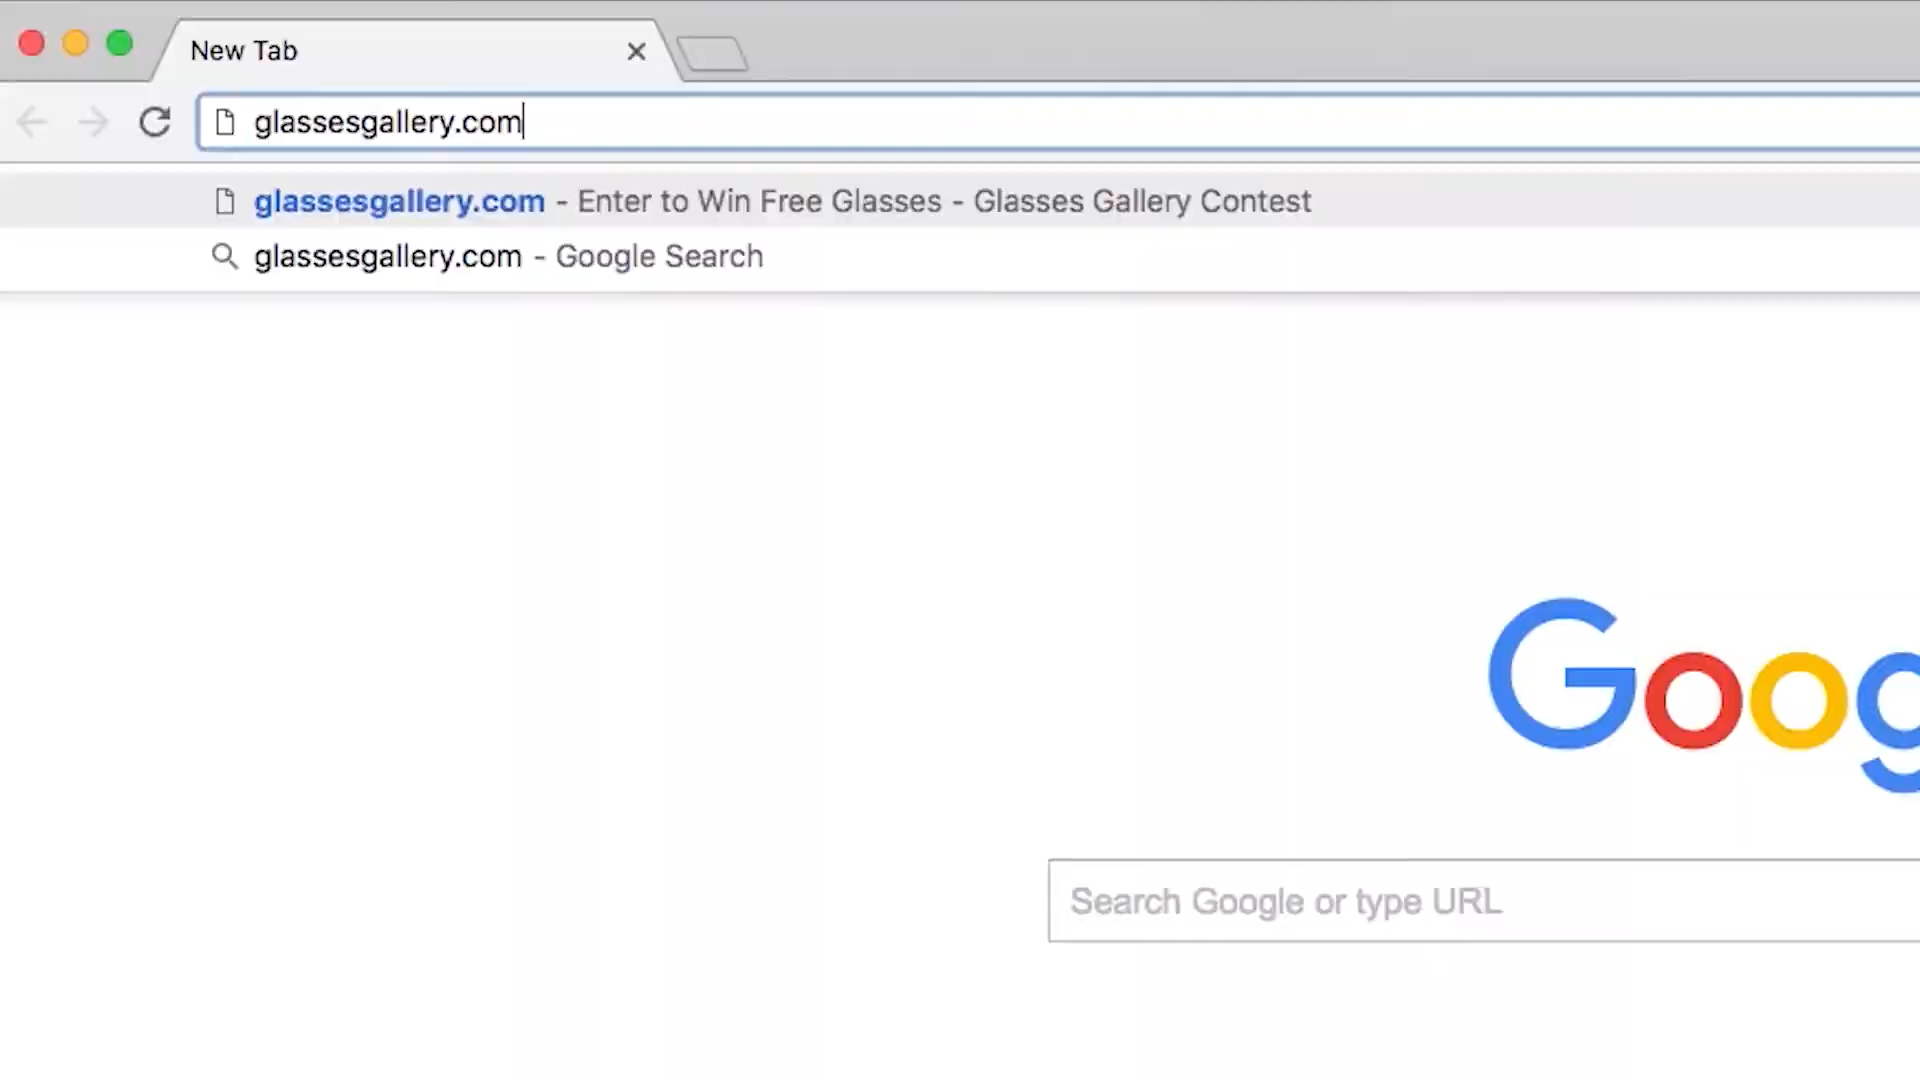 New Tab
glassesgallery.com
glassesgallery.com - Enter to Win Free Glasses - Glasses Gallery Contest
glassesgallery.com - Google Search
Goog
Search Google or type URL